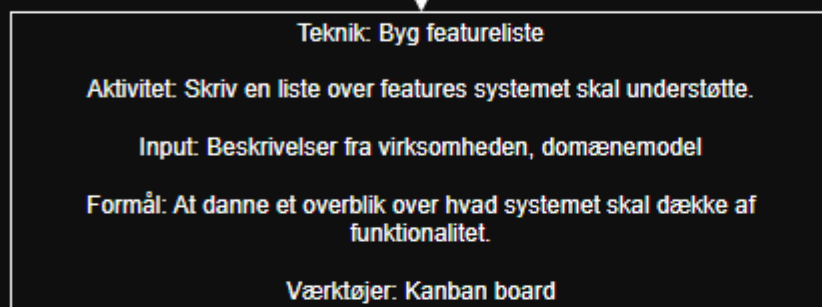 Teknik: Byg featureliste
Aktivitet: Skriv en liste over features systemet skal understøtte.
Input: Beskrivelser fra virksomheden, domænemodel
Formål: At danne et overblik over hvad systemet skal dække af
funktionalitet.
Værktøjer: Kanban board